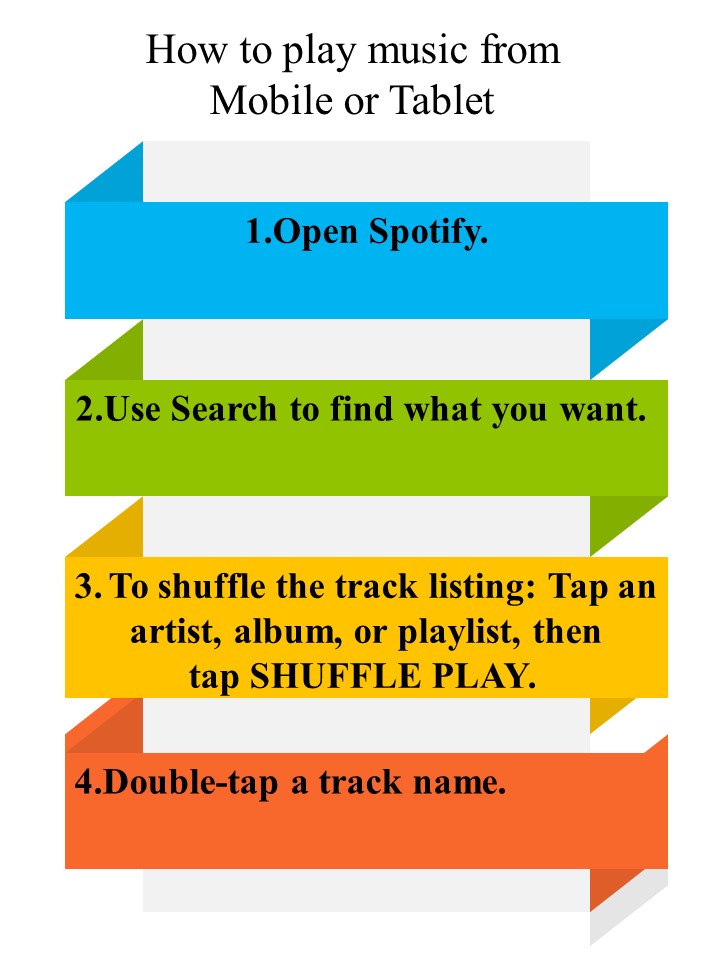 How to play music from
Mobile or Tablet
1.Open Spotify.
2.Use Search to find what you want.
3. To shuffle the track listing: Tap an
artist, album, or playlist, then
tap SHUFFLE PLAY.
4.Double-tap a track name.